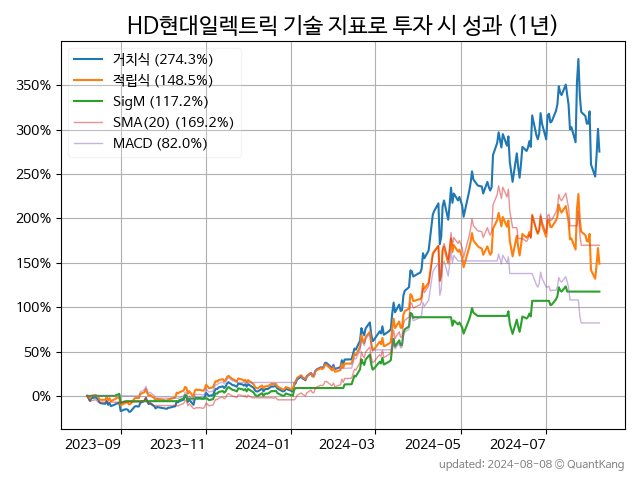 HD현대일렉트릭 기술 지표로 투자 시 성과 (1년)
거치식 (274.3%)
적립식 (148.5%)
SigM (117.2%)
SMA(20) (169.2%)
MACD (82.0%)
350%
300%
250%
200%
150%
100%
50%
0%
2023-09 2023-11 2024-01 2024-03 2024-05 2024-07
updated: 2024-08-08 © QuantKang